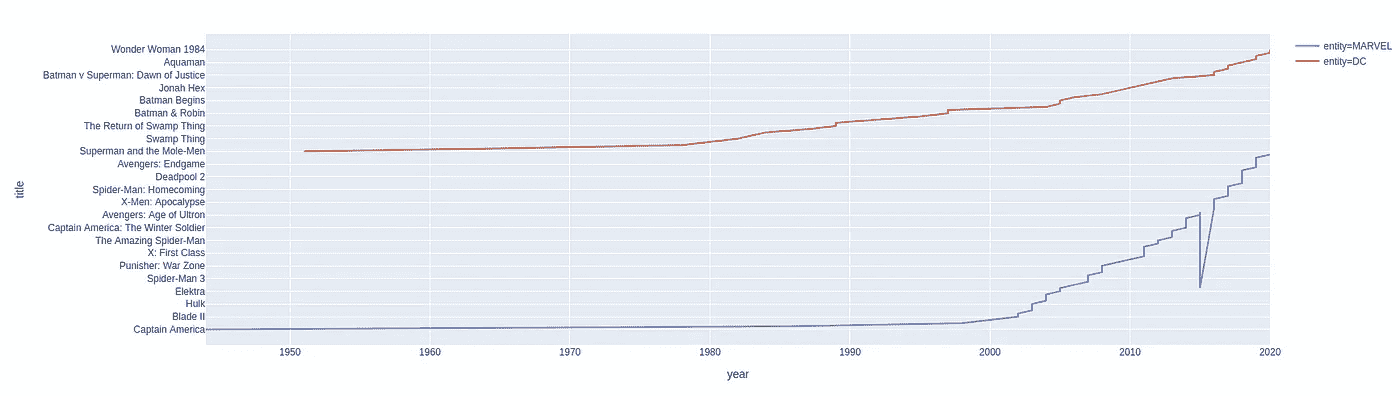 Wonder Woman 1984
Aquaman
Batman v Superman: Dawn of Justice
Jonah Hex
Batman Begins
Batman & Robin
The Return of Swamp Thing
Swamp Thing
Superman and the Mole-Men
Avengers: Endgame
Deadpool 2
Spider-Man: Homecoming
X-Men: Apocalypse
Avengers: Age of Ultron
Captain America: The Winter Soldier
The Amazing Spider-Man
X: First Class
Punisher: War Zone
Spider-Man 3
Elektra
Hulk
Blade II
Captain America
title
1950 1960 1970 1980 1990 2000 2010 2020
year
entity=MARVEL
entity=DC